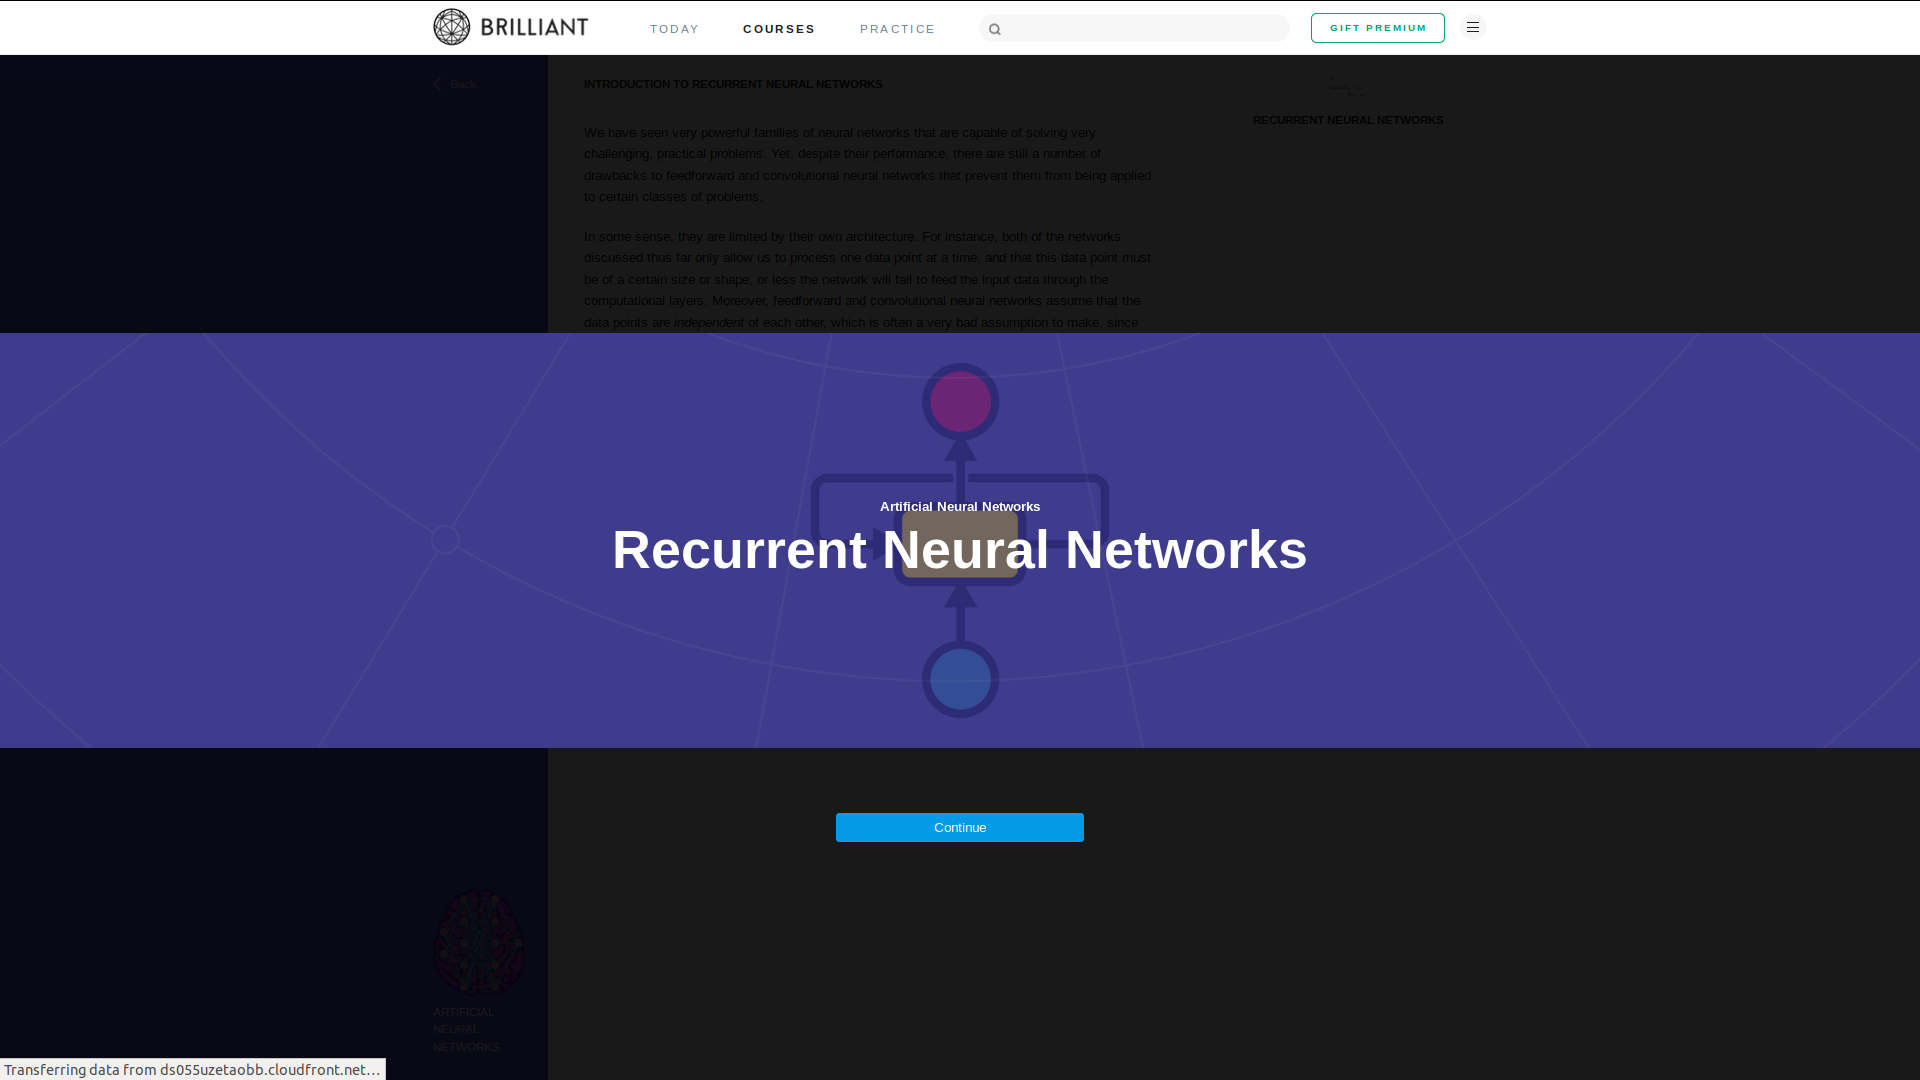 BRILLIANT
TODAY
COURSES
PRACTICE
GIFT PREMIUM
Back
INTRODUCTION TO RECURRENT NEURAL NETWORKS
RECURRENT NEURAL NETWORKS
We have seen very powerful families of neural networks that are capable of solving very
challenging, practical problems. Yet, despite their performance, there are still a number of
drawbacks to feedforward and convolutional neural networks that prevent them from being applied
to certain classes of problems.
In some sense, they are limited by their own architecture. For instance, both of the networks
discussed thus far only allow us to process one data point at a time, and that this data point must
be of a certain size or shape, or less the network will fail to feed the input data through the
computational layers. Moreover, feedforward and convolutional neural networks assume that the
data points are independent of each other, which is often a very bad assumption to make, since
Artificial Neural Networks
Recurrent Neural Networks
Continue
ARTIFICIAL
NEURAL
NETWORKS
Transferring data from ds055uzetaobb.cloudfront.net…